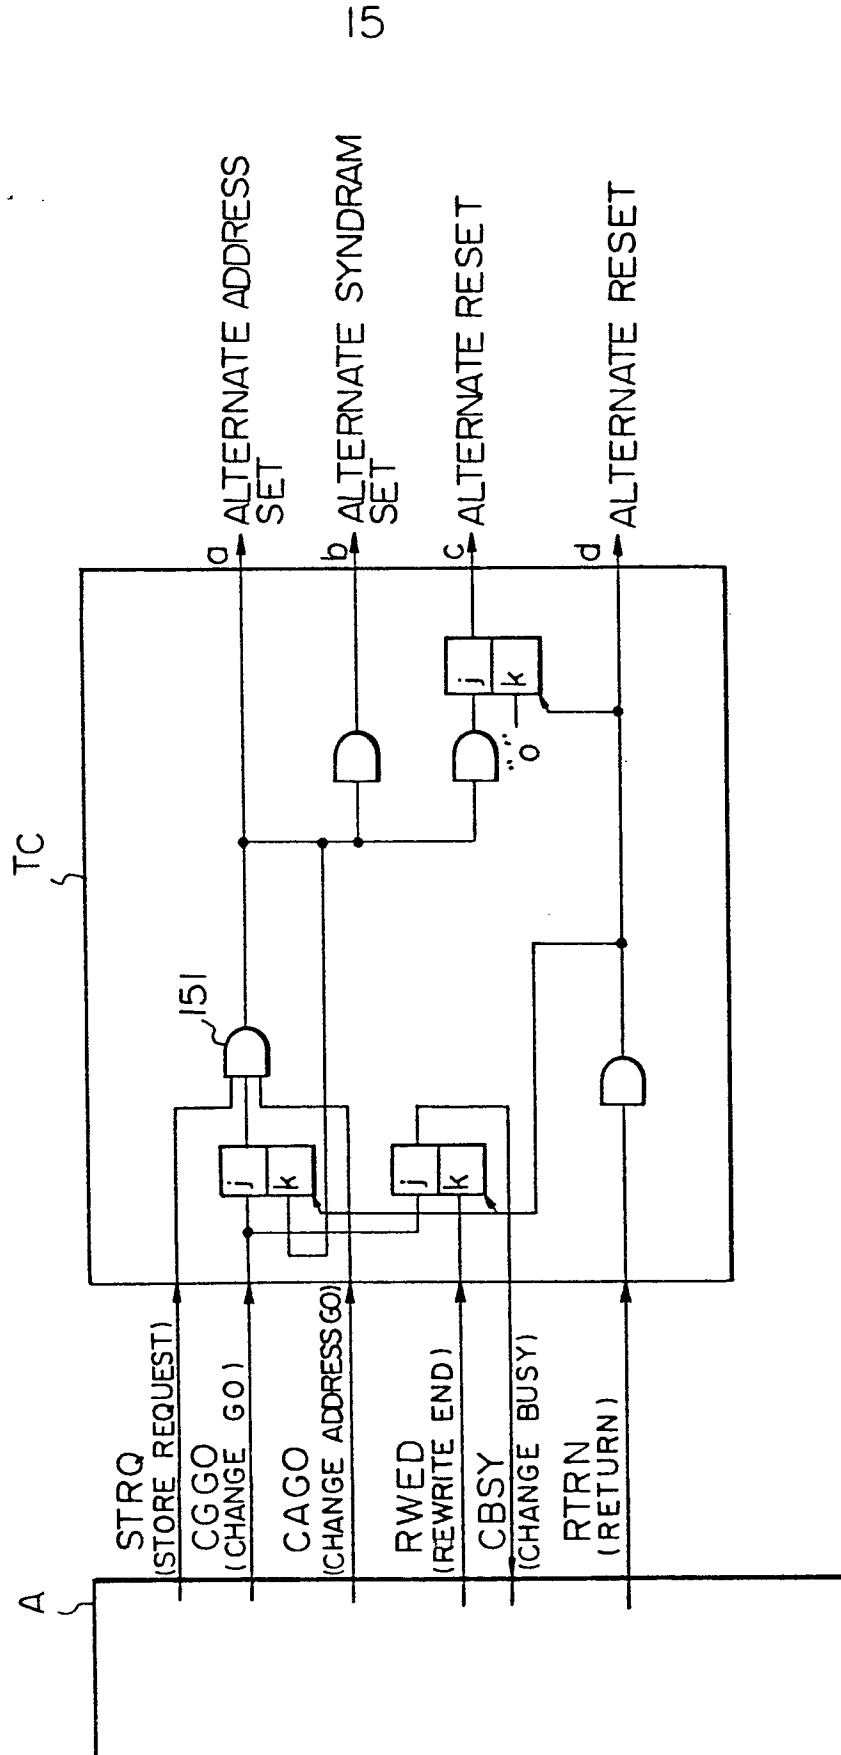 15
TC
A
STRQ
(STORE REQUEST)
CGGO
(CHANGE GO)
CAGO
(CHANGE ADDRESS GO)
RWED
(REWRITE END)
CBSY
(CHANGE BUSY)
RTRN
(RETURN)
151
j
k
j
k
j
k
"0"
a
ALTERNATE ADDRESS
SET
b
ALTERNATE SYNDRAM
SET
c
ALTERNATE RESET
d
ALTERNATE RESET